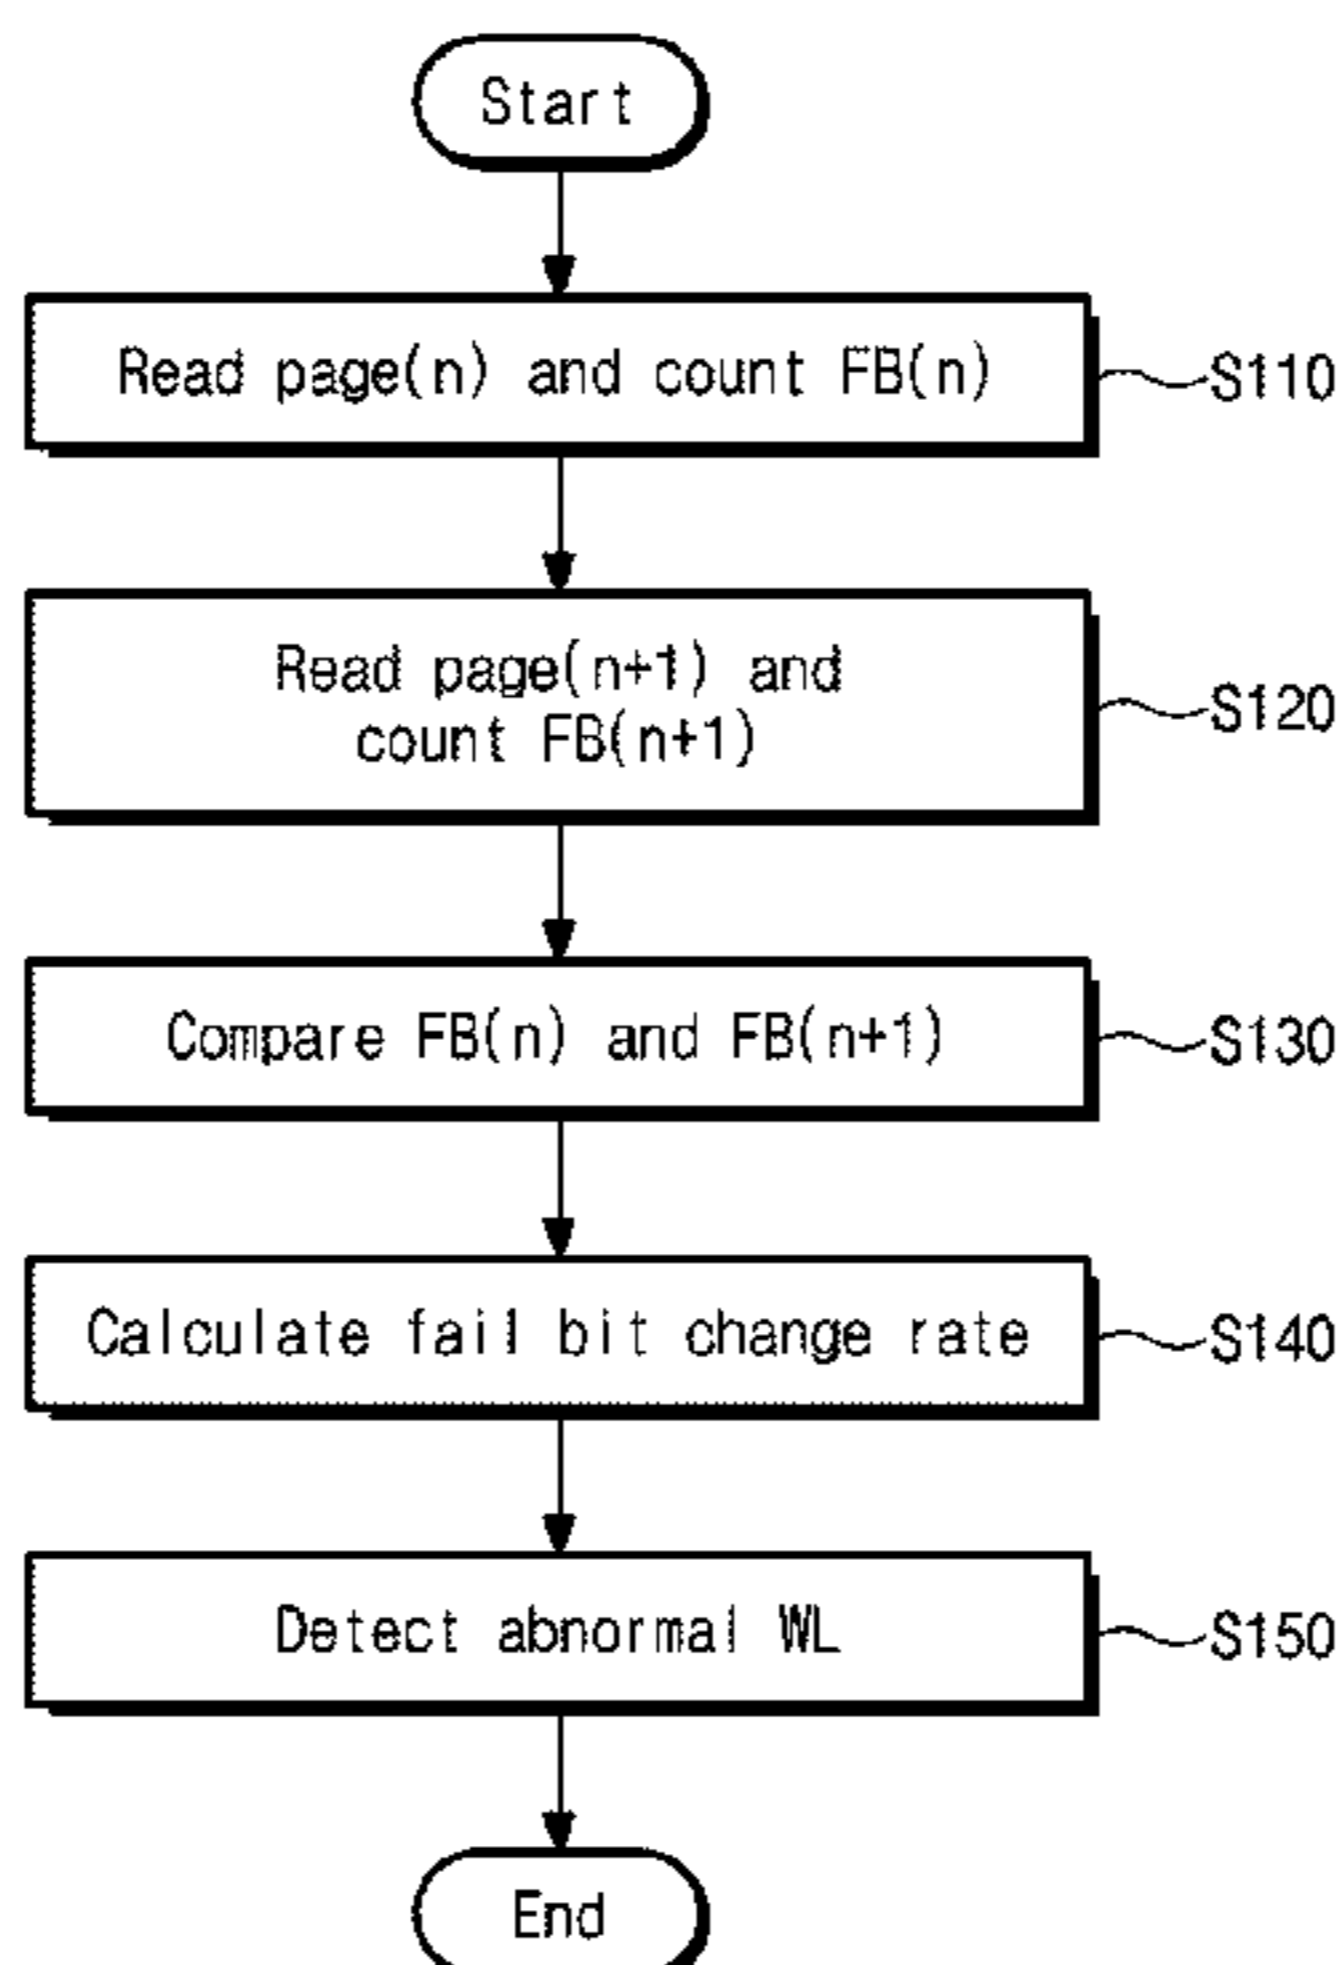 Start
Read page(n) and count FB(n)
S110
Read page(n+1) and
count FB(n+1)
S120
Compare FB(n) and FB(n+1)
S130
Calculate fail bit change rate
S140
Detect abnormal WL
S150
End